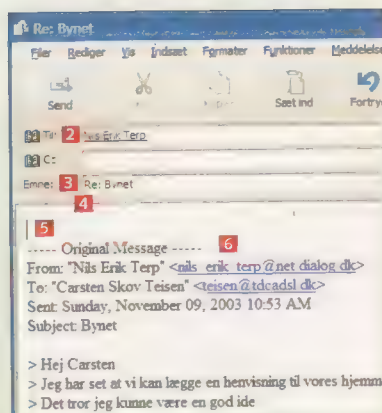 Re: Bynet
Filer Rediger Vis Indsæt Formater Funktioner Meddelelse
Send Sæt ind Fortry
Til: 2 Nils Erik Terp
C:
Emne: 3 Re: Bynet
4
5
----- Original Message ----- 6
From: "Nils Erik Terp" <nils_erik_terp@net.dialog.dk>
To: "Carsten Skov Teisen" <teisen@tdcadsl.dk>
Sent: Sunday, November 09, 2003 10:53 AM
Subject: Bynet
> Hej Carsten
> Jeg har set at vi kan lægge en henvisning til vores hjemm
> Det tror jeg kunne være en god ide